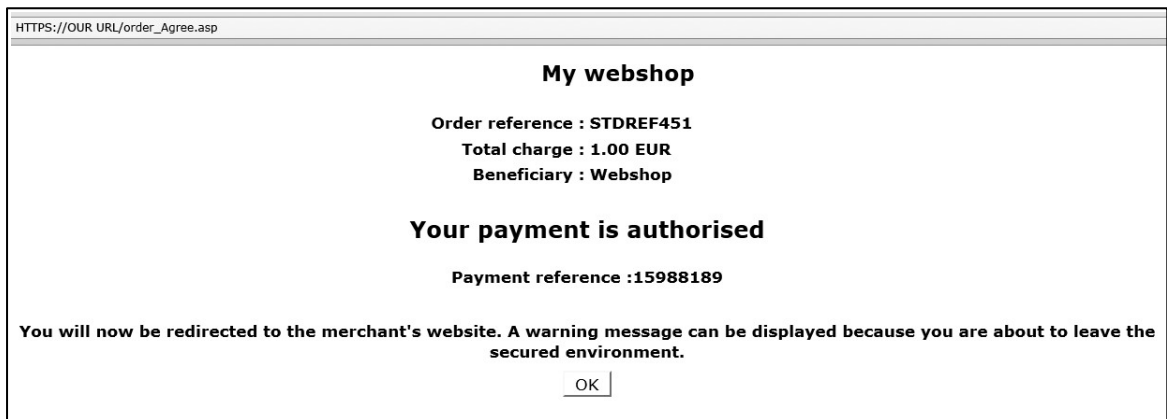 HTTPS://OUR URL/order_Agree.asp
My webshop
Order reference : STDREF451
Total charge : 1.00 EUR
Beneficiary : Webshop
Your payment is authorised
Payment reference :15988189
You will now be redirected to the merchant's website. A warning message can be displayed because you are about to leave the
secured environment.
OK